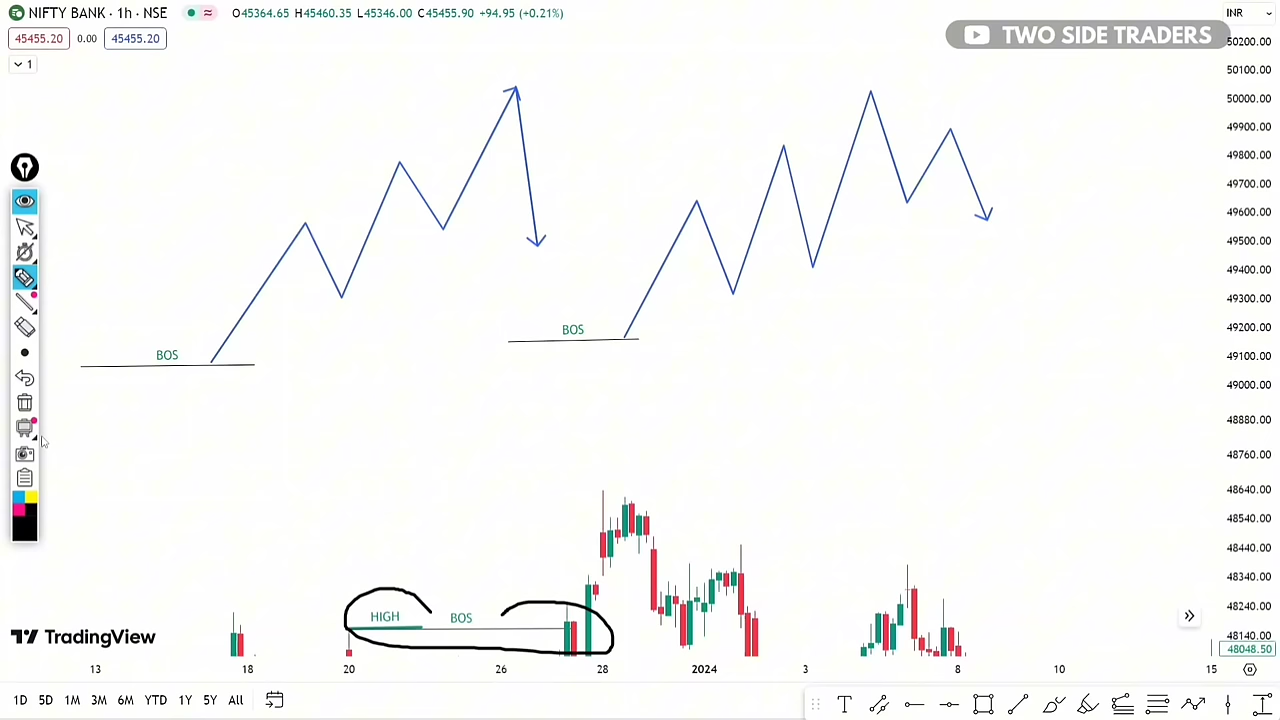 NIFTY BANK · 1h · NSE
O45364.65 H45460.35 L45346.00 C45455.90 +94.95 (+0.21%)
INR
45455.20 0.00 45455.20
1
TWO SIDE TRADERS
50200.00
50100.00
50000.00
49900.00
49800.00
49700.00
49600.00
49500.00
49400.00
49300.00
49200.00
49100.00
49000.00
48880.00
48760.00
48640.00
48540.00
48440.00
48340.00
48240.00
48140.00
48048.50
BOS
BOS
HIGH
BOS
TradingView
13 18 20 26 28 2024 3 8 10 15
1D 5D 1M 3M 6M YTD 1Y 5Y All